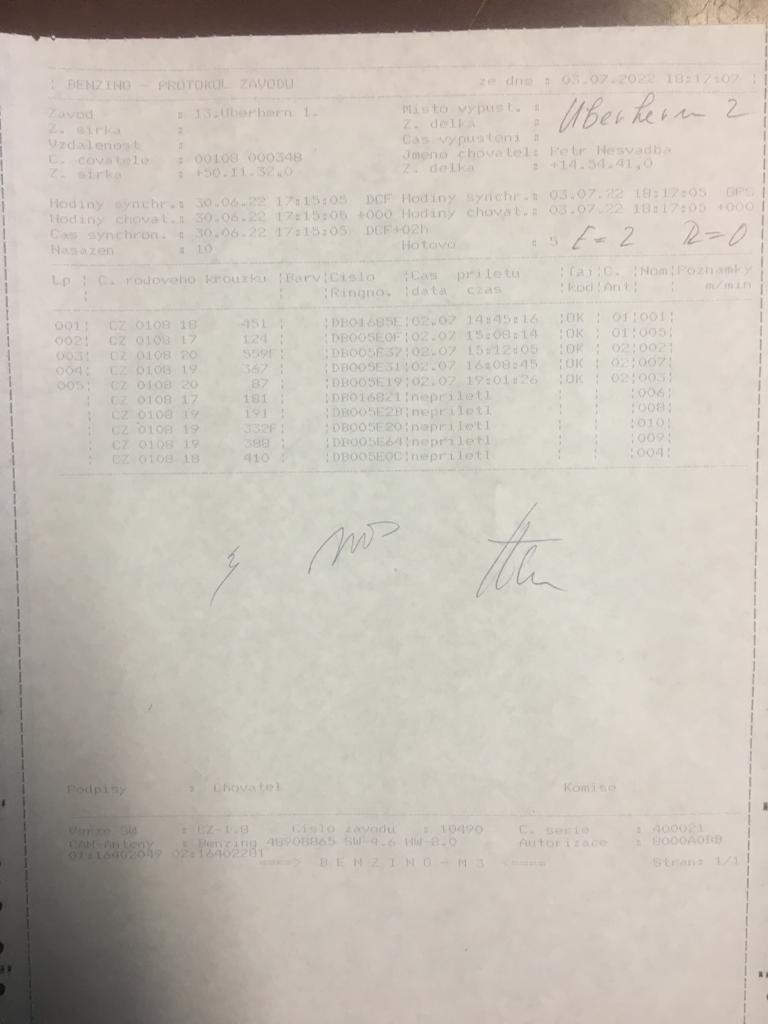 BENZING - PROTOKOL ZAVODU ze dne : 03.07.2022 18:17:07
Zavod : 13.Uberhern 1. Misto vypust. : Uberhern 2
Z. sirka : Z. delka :
Vzdalenost : Cas vypusteni :
C. covatele : 00108 000348 Jmeno chovatel: Petr Nesvadba
Z. sirka : +50.11.32,0 Z. delka : +14.54.41,0
Hodiny synchr.: 30.06.22 17:15:05 DCF Hodiny synchr.: 03.07.22 18:17:05 GPS
Hodiny chovat.: 30.06.22 17:15:05 +000 Hodiny chovat.: 03.07.22 18:17:05 +000
Cas synchron. : 30.06.22 17:15:05 DCF+02h
Nasazen : 10 Hotovo : 5 E=2 R=0
Lp ¦ C. rodoveho krouzku ¦Barv¦Cislo ¦Cas priletu ¦Taj¦C. ¦Nom¦Poznamky
¦ ¦ ¦Ringno. ¦data czas ¦kod¦Ant¦ ¦ m/min
001¦ CZ 0108 18 451 ¦ ¦DB01685E¦02.07 14:45:16 ¦OK ¦ 01¦001¦
002¦ CZ 0108 17 124 ¦ ¦DB005E0F¦02.07 15:08:14 ¦OK ¦ 01¦005¦
003¦ CZ 0108 20 559F¦ ¦DB005E37¦02.07 15:12:05 ¦OK ¦ 02¦002¦
004¦ CZ 0108 19 367 ¦ ¦DB005E31¦02.07 16:08:45 ¦OK ¦ 02¦007¦
005¦ CZ 0108 20 87 ¦ ¦DB005E19¦02.07 19:01:26 ¦OK ¦ 02¦003¦
¦ CZ 0108 17 181 ¦ ¦DB016821¦nepriletl ¦ ¦ ¦006¦
¦ CZ 0108 19 191 ¦ ¦DB005E2B¦nepriletl ¦ ¦ ¦008¦
¦ CZ 0108 19 332F¦ ¦DB005E20¦nepriletl ¦ ¦ ¦010¦
¦ CZ 0108 19 388 ¦ ¦DB005E64¦nepriletl ¦ ¦ ¦009¦
¦ CZ 0108 18 410 ¦ ¦DB005E0C¦nepriletl ¦ ¦ ¦004¦
Podpisy : Chovatel Komise
Verze SW : CZ-1.8 Cislo zavodu : 10490 C. serie : 400021
CAN-Anteny : Benzing 48908865 SW-4.6 HW-8.0 Autorizace : 8000A0BB
01:16402049 02:16402281
====> B E N Z I N G - M 3 <==== Stran: 1/1